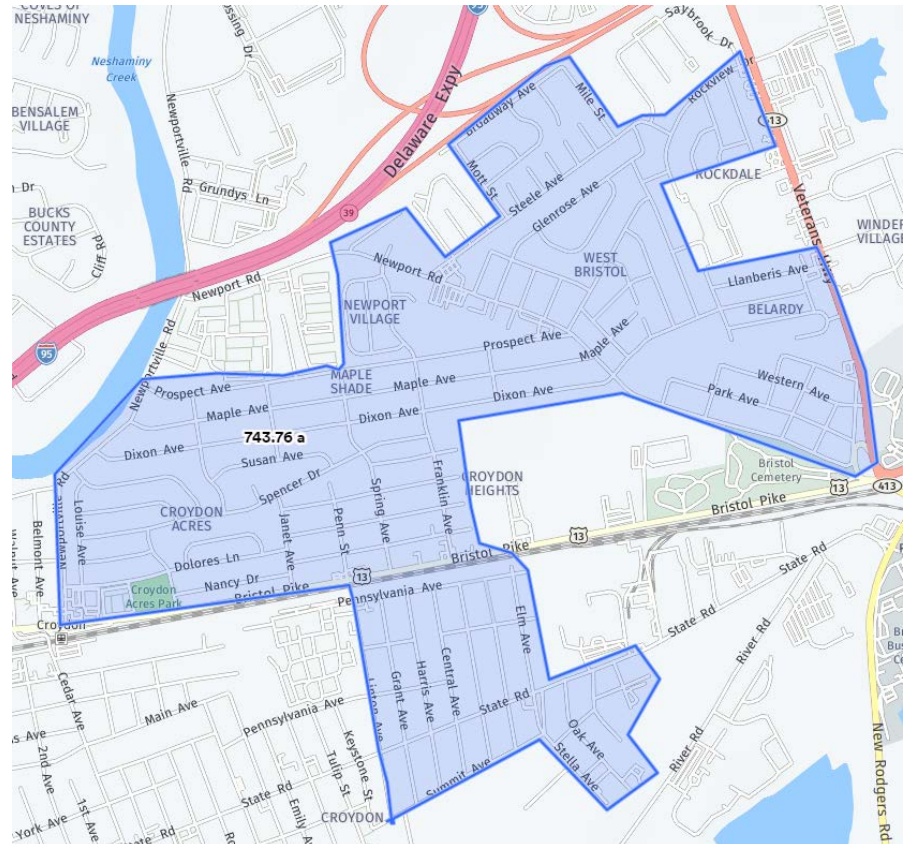 COVES OF
NESHAMINY
Neshaminy
Creek
BENSALEM
VILLAGE
BUCKS
COUNTY
ESTATES
Cliff Rd
Newportville Rd
Grundys Ln
Delaware Expy
95
39
Newport Rd
Broadway Ave
Mile St
Mott St
Saybrook Dr
Rockview Dr
413
ROCKDALE
Steele Ave
Glenrose Ave
Veterans Hwy
WEST
BRISTOL
Newport Rd
Llanberis Ave
BELARDY
NEWPORT
VILLAGE
95
Newportville Rd
Prospect Ave
Maple Ave
MAPLE
SHADE
Prospect Ave
Maple Ave
Dixon Ave
Maple Ave
Dixon Ave
Western Ave
Park Ave
743.76 a
Dixon Ave
Susan Ave
Spencer Dr
Spring Ave
Franklin Ave
CROYDON
HEIGHTS
Bristol
Cemetery
13
413
Bristol Pike
Louise Ave
Belmont Ave
CROYDON
ACRES
Janet Ave
Penn St
Dolores Ln
Nancy Dr
Bristol Pike
13
Bristol Pike
13
Croydon
Acres Park
Croydon
Pennsylvania Ave
Elm Ave
State Rd
State Rd
River Rd
Cedar Ave
Main Ave
2nd Ave
1st Ave
Pennsylvania Ave
Linton Ave
Grant Ave
Harris Ave
Central Ave
State Rd
Oak Ave
Stella Ave
Summit Ave
Keystone St
Tulip St
State Rd
York Ave
CROYDON
River Rd
New Rodgers Rd